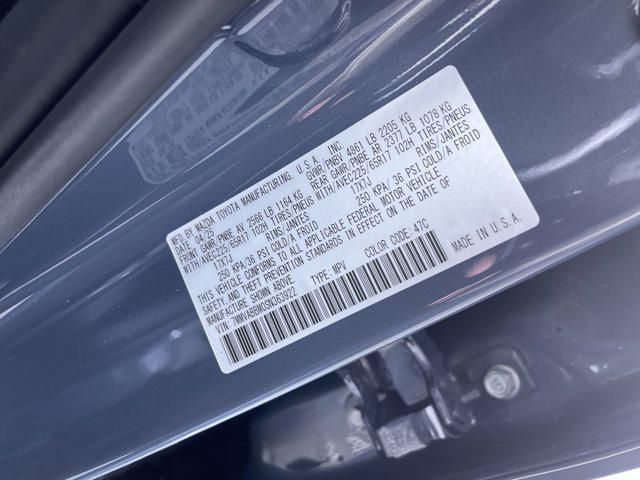 MFD BY MAZDA TOYOTA MANUFACTURING U.S.A. INC.
DATE: 04/25 GVWR/PNBV 4861 LB 2205 KG
FRONT GAWR/PNBE AV 2566 LB 1164 KG REAR GAWR/PNBE AR 2377 LB 1078 KG
WITH/AVEC225/65R17 102H TIRES/PNEUS WITH/AVEC225/65R17 102H TIRES/PNEUS
17X7J RIMS/JANTES 17X7J RIMS/JANTES
250 KPA/36 PSI COLD/A FROID 250 KPA/36 PSI COLD/A FROID
THIS VEHICLE CONFORMS TO ALL APPLICABLE FEDERAL MOTOR VEHICLE
SAFETY AND THEFT PREVENTION STANDARDS IN EFFECT ON THE DATE OF
MANUFACTURE SHOWN ABOVE.
VIN: TYPE: MPV COLOR CODE: 47C
MADE IN U.S.A.